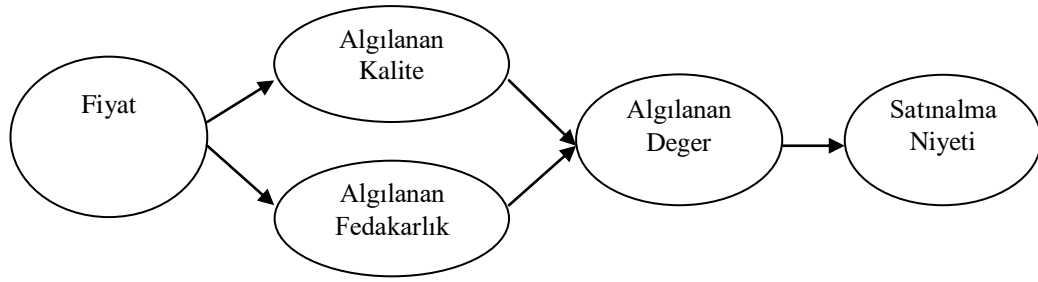 Fiyat
Algılanan
Kalite
Algılanan
Fedakarlık
Algılanan
Deger
Satınalma
Niyeti